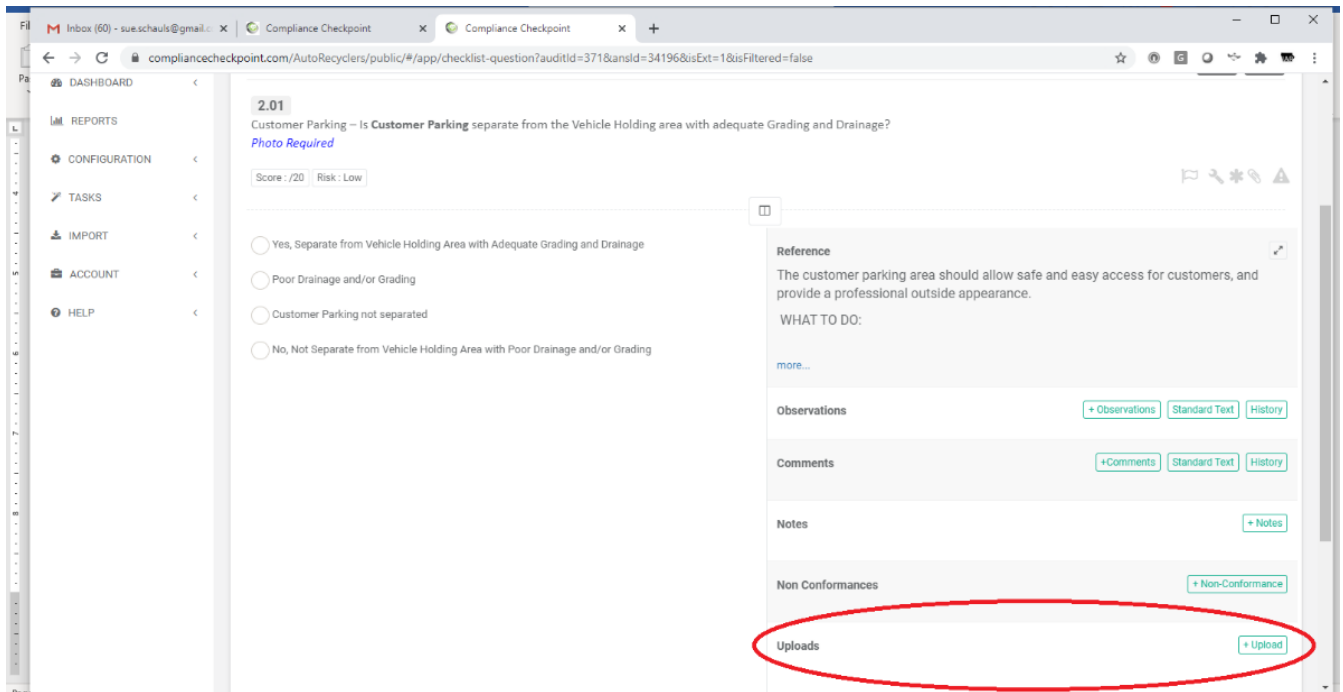 Fil
Inbox (60) - sue.schauls@gmail.c
Compliance Checkpoint
Compliance Checkpoint
compliancecheckpoint.com/AutoRecyclers/public/#/app/checklist-question?auditId=371&ansId=34196&isExt=1&isFiltered=false
Pa
DASHBOARD
REPORTS
CONFIGURATION
TASKS
IMPORT
ACCOUNT
HELP
2.01
Customer Parking – Is Customer Parking separate from the Vehicle Holding area with adequate Grading and Drainage?
Photo Required
Score : /20 Risk : Low
Yes, Separate from Vehicle Holding Area with Adequate Grading and Drainage
Poor Drainage and/or Grading
Customer Parking not separated
No, Not Separate from Vehicle Holding Area with Poor Drainage and/or Grading
Reference
The customer parking area should allow safe and easy access for customers, and
provide a professional outside appearance.
WHAT TO DO:
more...
Observations + Observations Standard Text History
Comments +Comments Standard Text History
Notes + Notes
Non Conformances + Non-Conformance
Uploads + Upload